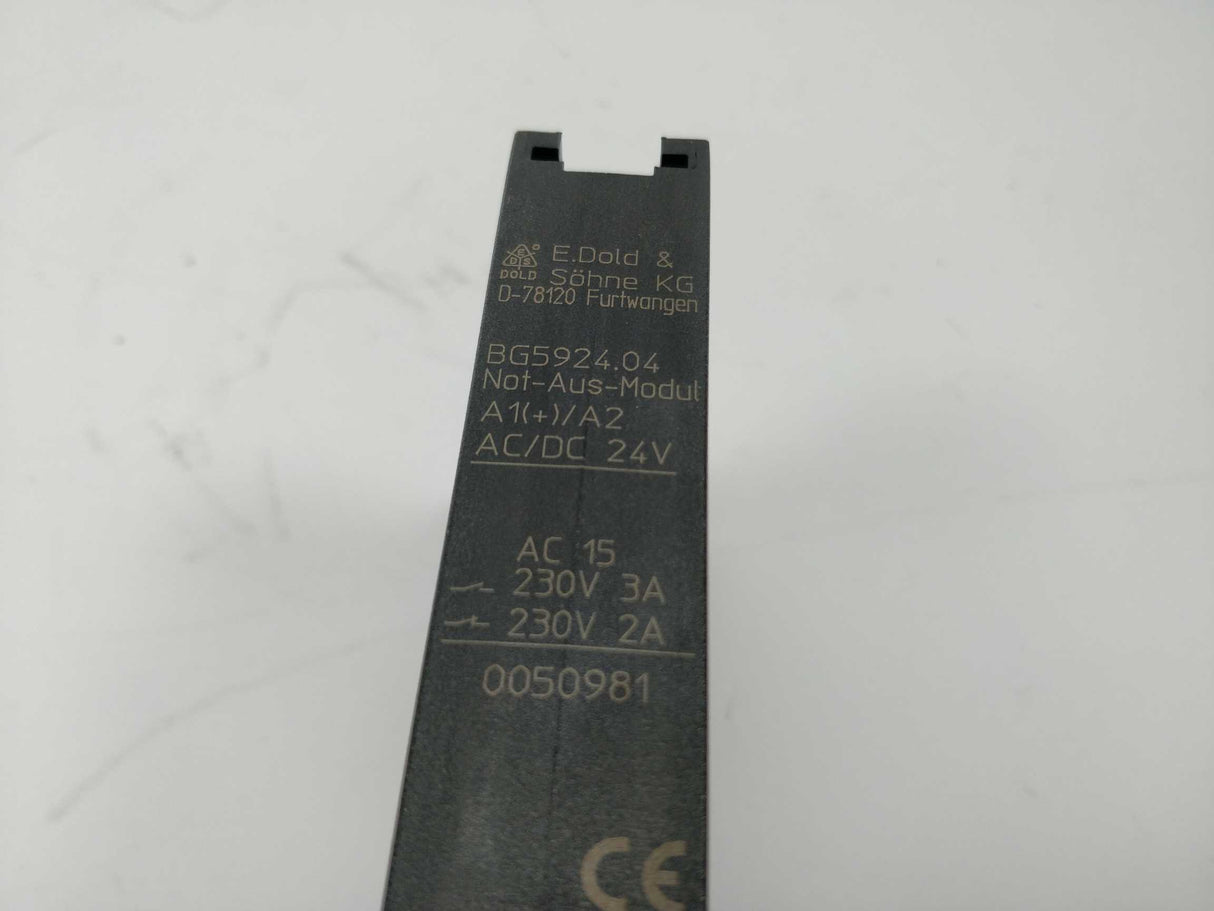 E
D S
DOLD
E.Dold &
Söhne KG
D-78120 Furtwangen
BG5924.04
Not-Aus-Modul
A1(+)/A2
AC/DC 24V
AC 15
230V 3A
230V 2A
0050981
CE